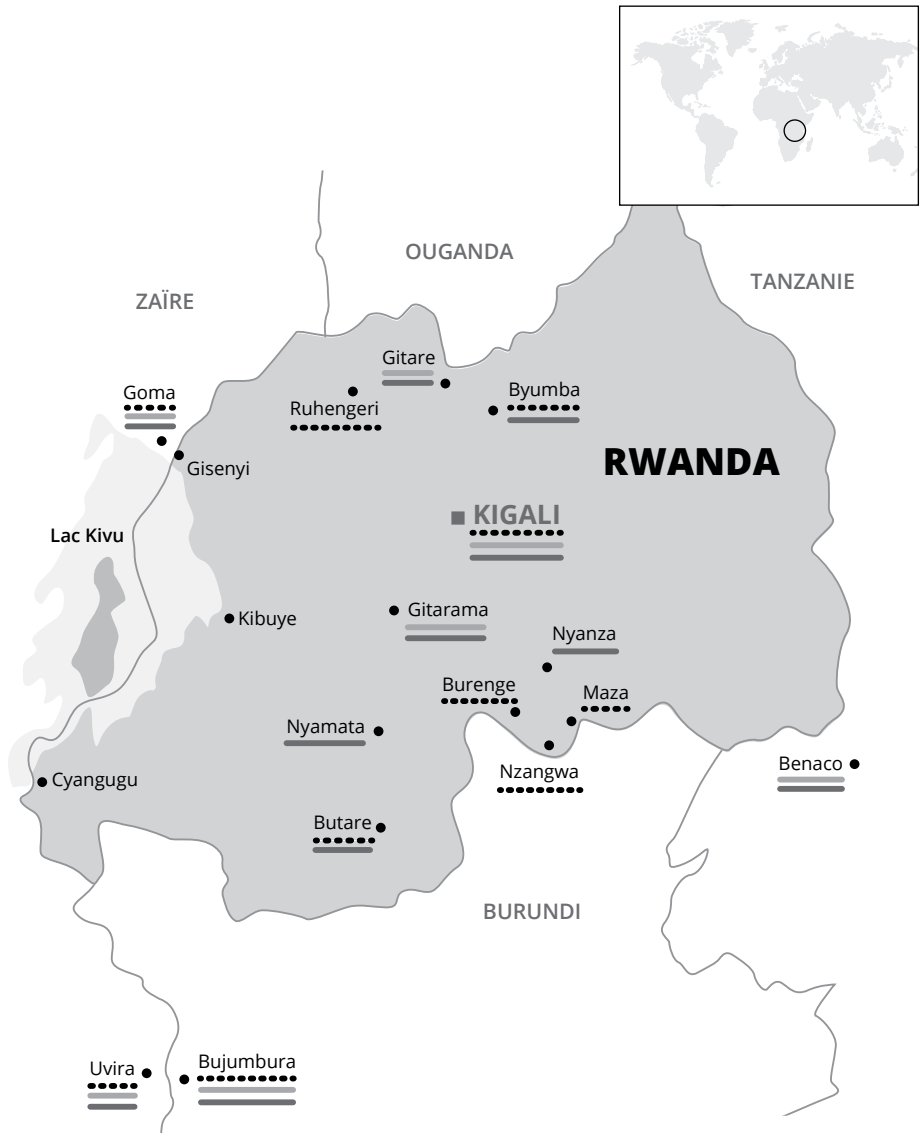 OUGANDA
TANZANIE
ZAÏRE
Gitare
Goma
Byumba
Ruhengeri
RWANDA
Gisenyi
KIGALI
Lac Kivu
Gitarama
Kibuye
Nyanza
Burenge
Maza
Nyamata
Benaco
Nzangwa
Cyangugu
Butare
BURUNDI
Bujumbura
Uvira